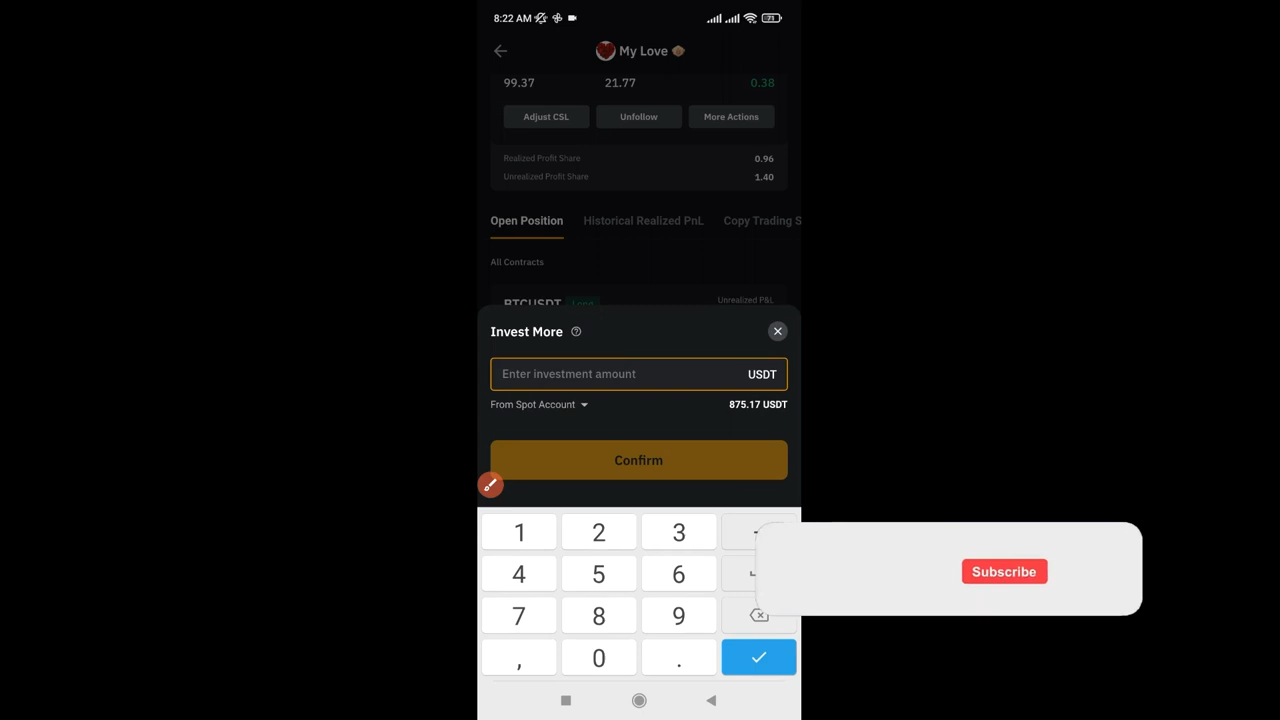 8:22 AM
73
My Love
99.37 21.77 0.38
Adjust CSL Unfollow More Actions
Realized Profit Share 0.96
Unrealized Profit Share 1.40
Open Position Historical Realized PnL Copy Trading S
All Contracts
BTCUSDT Long Unrealized P&L
Invest More
Enter investment amount USDT
From Spot Account 875.17 USDT
Confirm
1 2 3
4 5 6
7 8 9
, 0 .
Subscribe